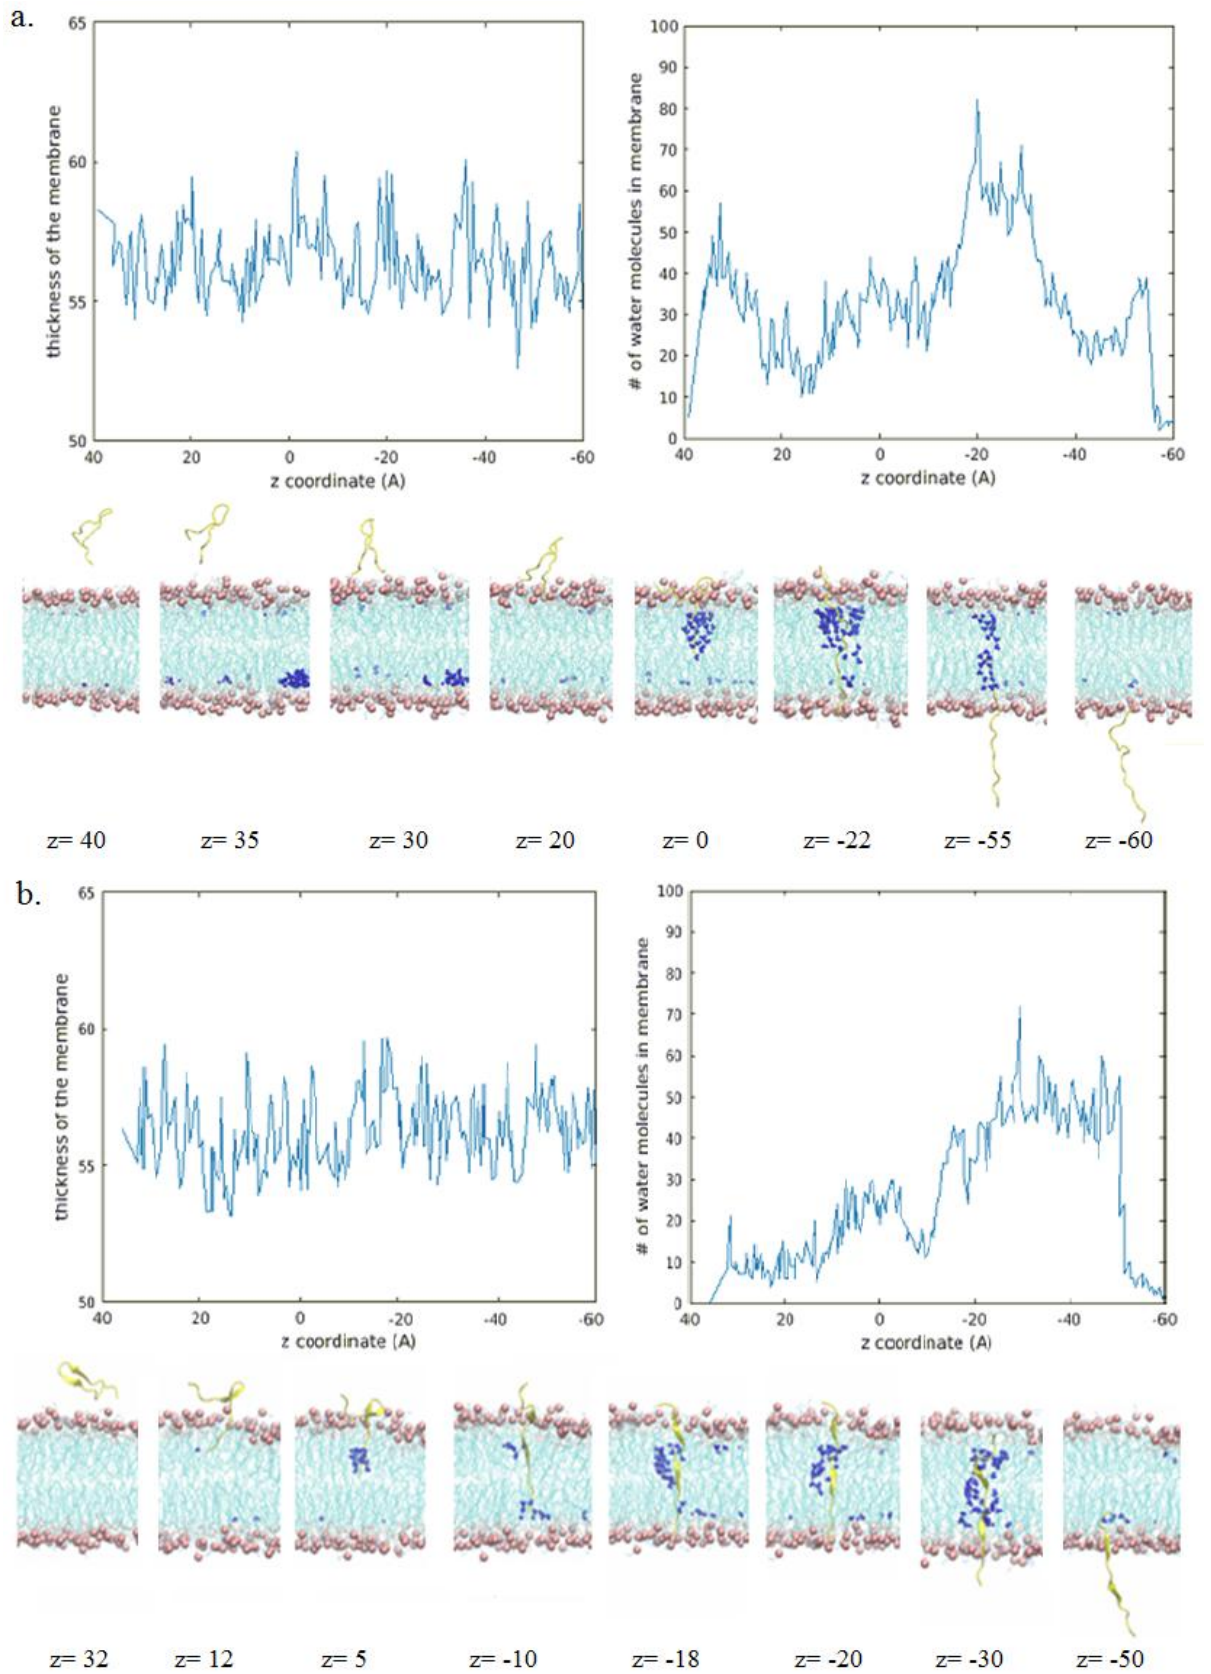 a.
65
60
55
50
thickness of the membrane
40 20 0 -20 -40 -60
z coordinate (A)
100
90
80
70
60
50
40
30
20
10
0
# of water molecules in membrane
40 20 0 -20 -40 -60
z coordinate (A)
z= 40 z= 35 z= 30 z= 20 z= 0 z= -22 z= -55 z= -60
b.
65
60
55
50
thickness of the membrane
40 20 0 -20 -40 -60
z coordinate (A)
100
90
80
70
60
50
40
30
20
10
0
# of water molecules in membrane
40 20 0 -20 -40 -60
z coordinate (A)
z= 32 z= 12 z= 5 z= -10 z= -18 z= -20 z= -30 z= -50